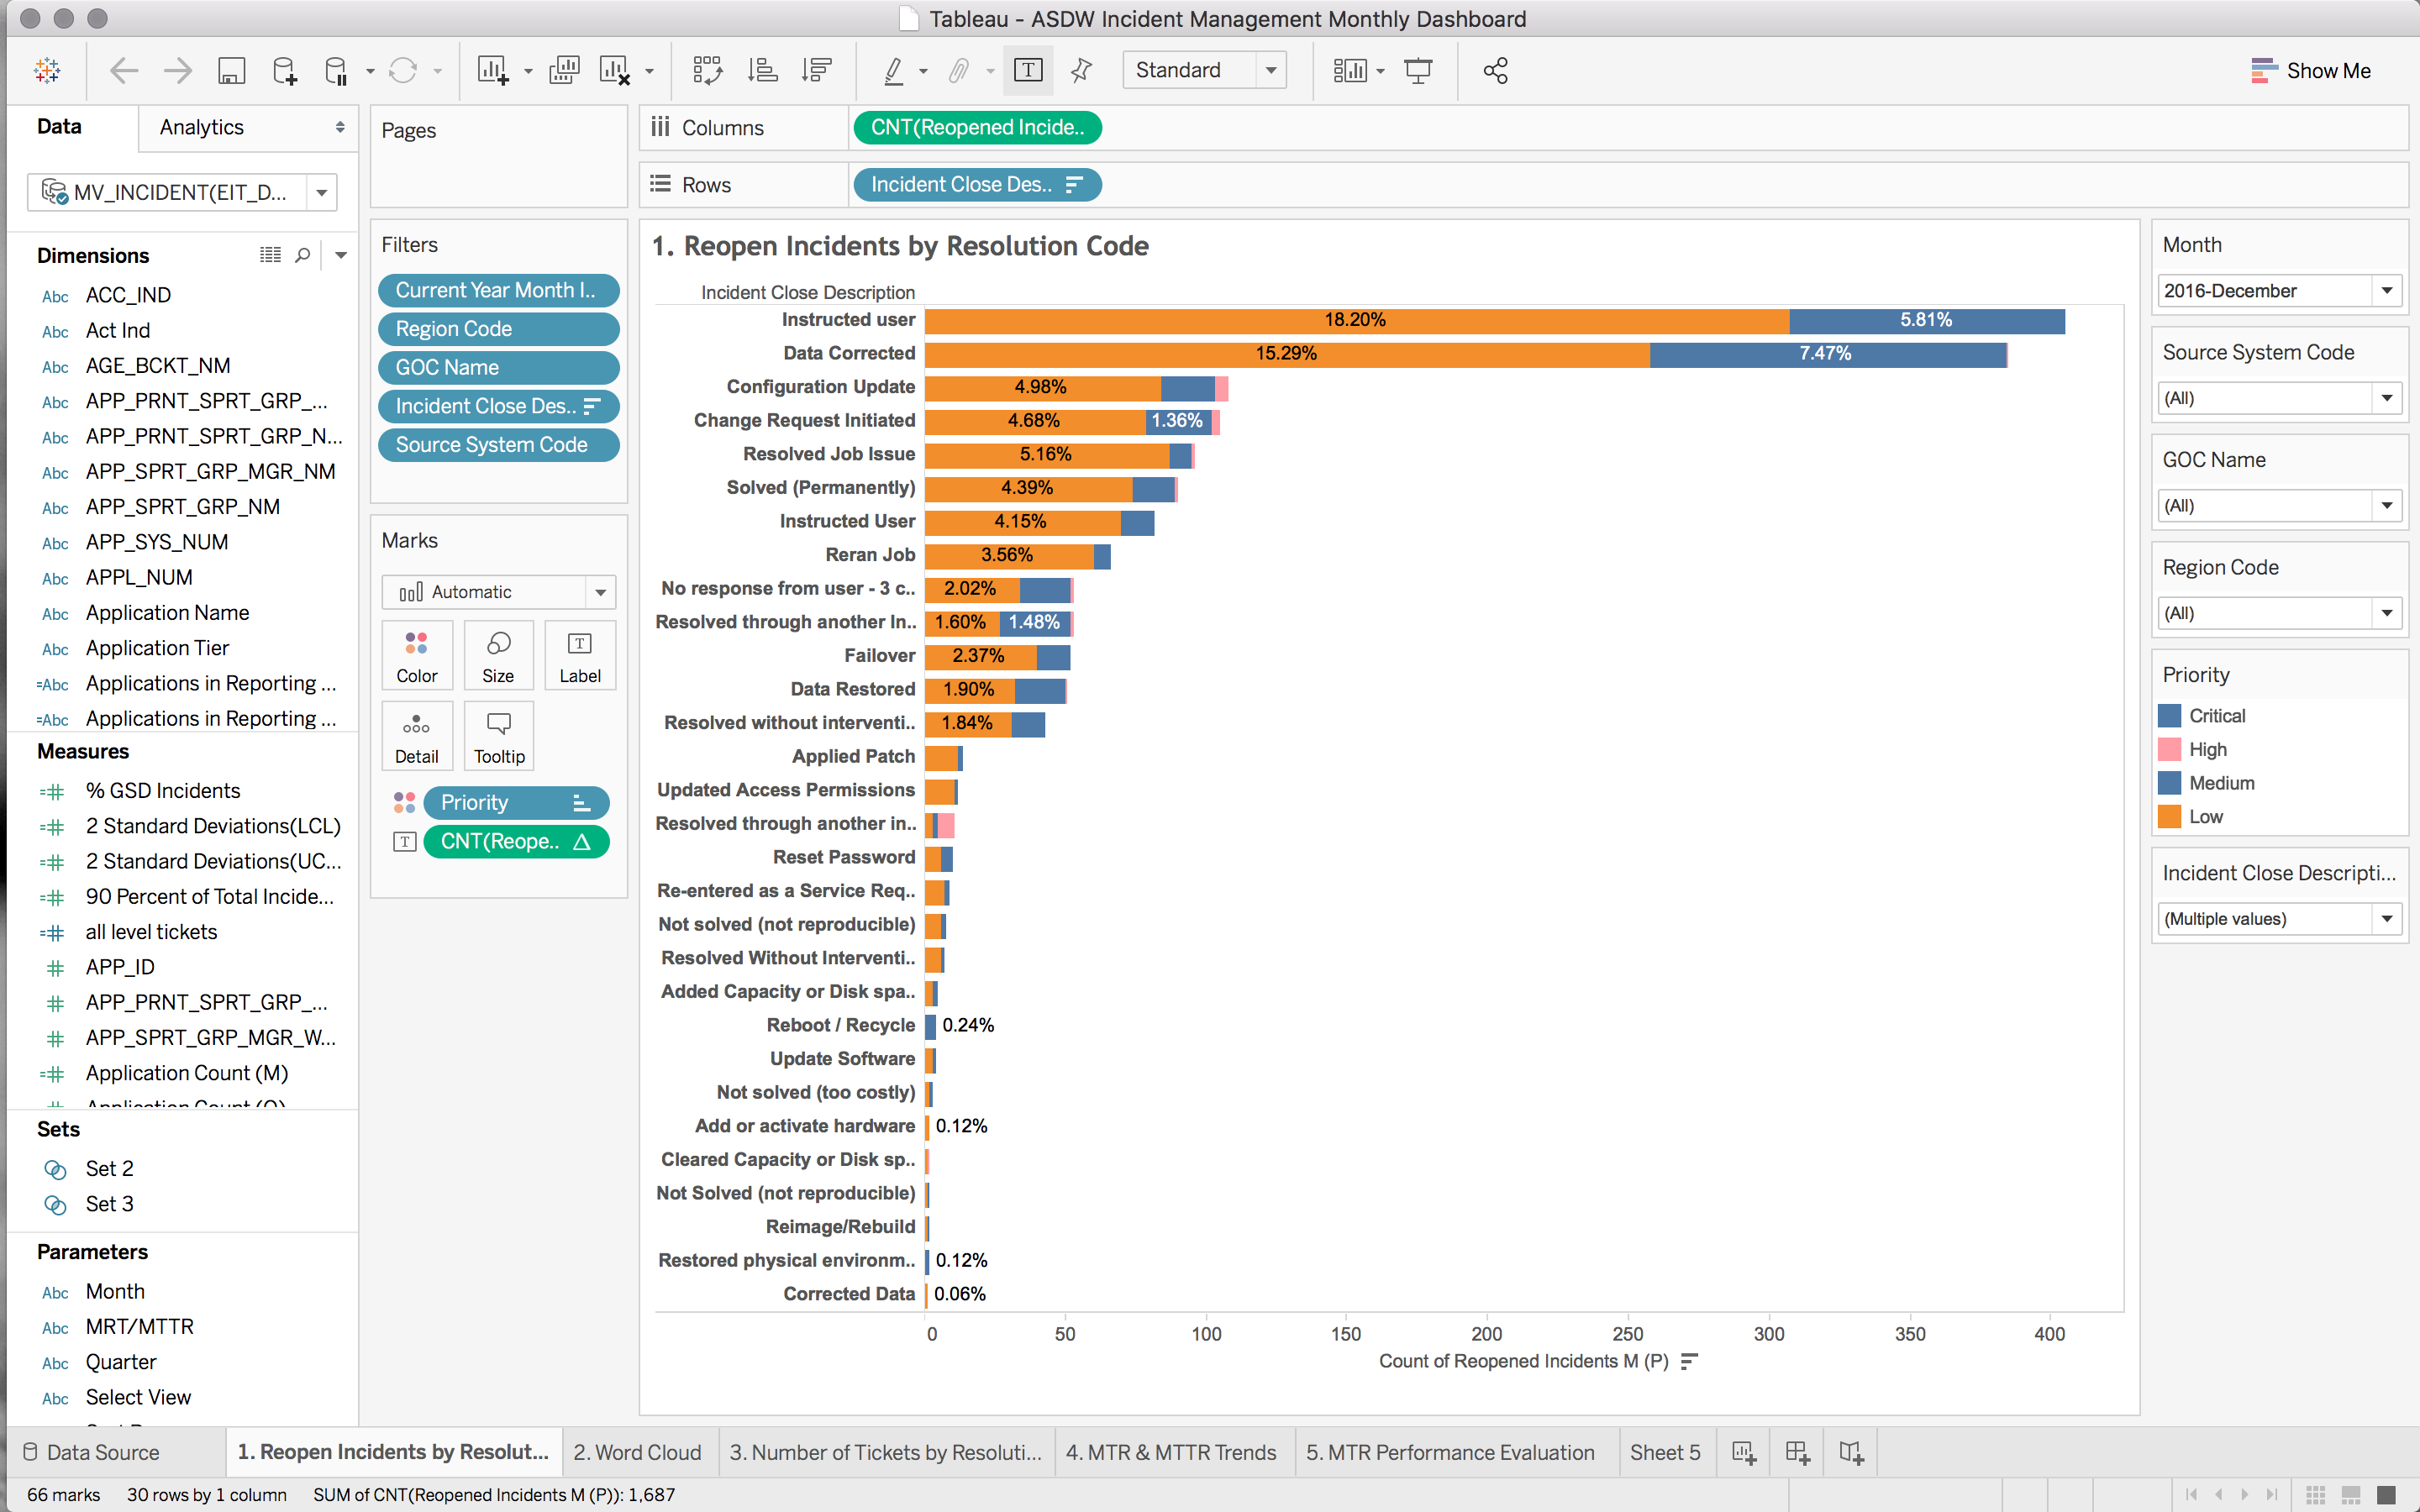 Tableau - ASDW Incident Management Monthly Dashboard
Standard
Show Me
Data
Analytics
MV_INCIDENT(EIT_D...
Dimensions
Abc ACC_IND
Abc Act Ind
Abc AGE_BCKT_NM
Abc APP_PRNT_SPRT_GRP_...
Abc APP_PRNT_SPRT_GRP_N...
Abc APP_SPRT_GRP_MGR_NM
Abc APP_SPRT_GRP_NM
Abc APP_SYS_NUM
Abc APPL_NUM
Abc Application Name
Abc Application Tier
=Abc Applications in Reporting ...
=Abc Applications in Reporting ...
Measures
=# % GSD Incidents
=# 2 Standard Deviations(LCL)
=# 2 Standard Deviations(UC...
=# 90 Percent of Total Incide...
=# all level tickets
# APP_ID
# APP_PRNT_SPRT_GRP_...
# APP_SPRT_GRP_MGR_W...
=# Application Count (M)
Application Count (Q)
Sets
Set 2
Set 3
Parameters
Abc Month
Abc MRT/MTTR
Abc Quarter
Abc Select View
Pages
Filters
Current Year Month I..
Region Code
GOC Name
Incident Close Des..
Source System Code
Marks
Automatic
Color
Size
T
Label
Detail
Tooltip
Priority
T CNT(Reope.. Δ
Columns
CNT(Reopened Incide..
Rows
Incident Close Des..
1. Reopen Incidents by Resolution Code
Incident Close Description
Instructed user 18.20% 5.81%
Data Corrected 15.29% 7.47%
Configuration Update 4.98%
Change Request Initiated 4.68% 1.36%
Resolved Job Issue 5.16%
Solved (Permanently) 4.39%
Instructed User 4.15%
Reran Job 3.56%
No response from user - 3 c.. 2.02%
Resolved through another In.. 1.60% 1.48%
Failover 2.37%
Data Restored 1.90%
Resolved without interventi.. 1.84%
Applied Patch
Updated Access Permissions
Resolved through another in..
Reset Password
Re-entered as a Service Req..
Not solved (not reproducible)
Resolved Without Interventi..
Added Capacity or Disk spa..
Reboot / Recycle 0.24%
Update Software
Not solved (too costly)
Add or activate hardware 0.12%
Cleared Capacity or Disk sp..
Not Solved (not reproducible)
Reimage/Rebuild
Restored physical environm.. 0.12%
Corrected Data 0.06%
0 50 100 150 200 250 300 350 400
Count of Reopened Incidents M (P)
Month
2016-December
Source System Code
(All)
GOC Name
(All)
Region Code
(All)
Priority
Critical
High
Medium
Low
Incident Close Descripti...
(Multiple values)
Data Source
1. Reopen Incidents by Resolut...
2. Word Cloud
3. Number of Tickets by Resoluti...
4. MTR & MTTR Trends
5. MTR Performance Evaluation
Sheet 5
66 marks 30 rows by 1 column SUM of CNT(Reopened Incidents M (P)): 1,687